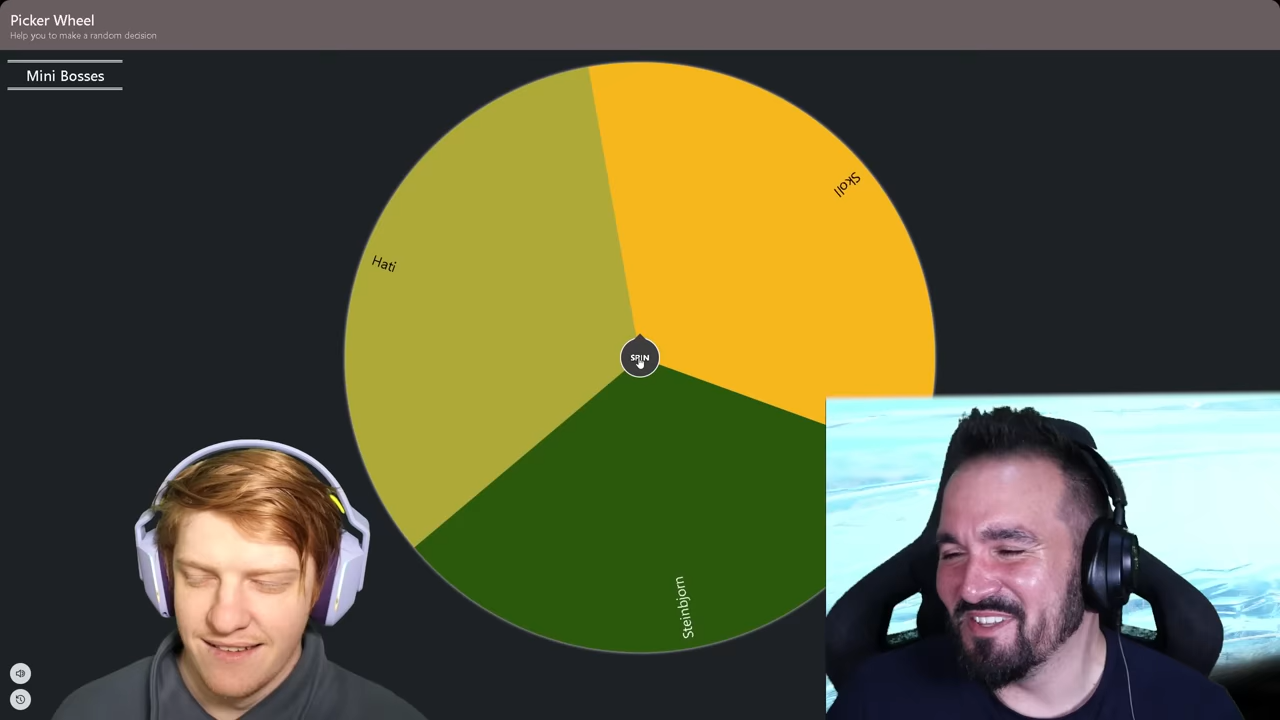 Picker Wheel
Help you to make a random decision
Mini Bosses
Skoll
Hati
SPIN
Steinbjorn